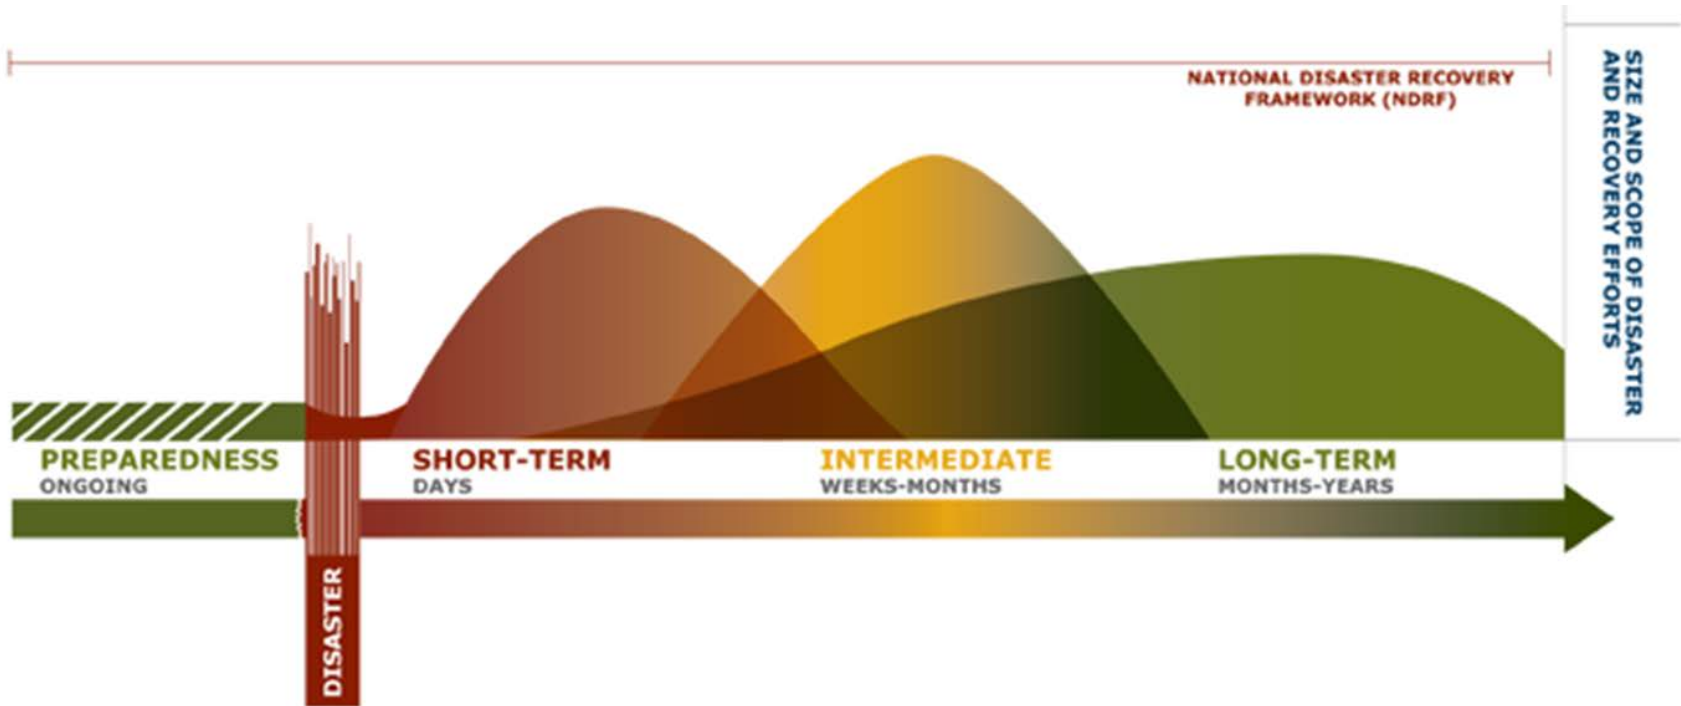 NATIONAL DISASTER RECOVERY
FRAMEWORK (NDRF)
SIZE AND SCOPE OF DISASTER
AND RECOVERY EFFORTS
PREPAREDNESS
ONGOING
SHORT-TERM
DAYS
INTERMEDIATE
WEEKS-MONTHS
LONG-TERM
MONTHS-YEARS
DISASTER